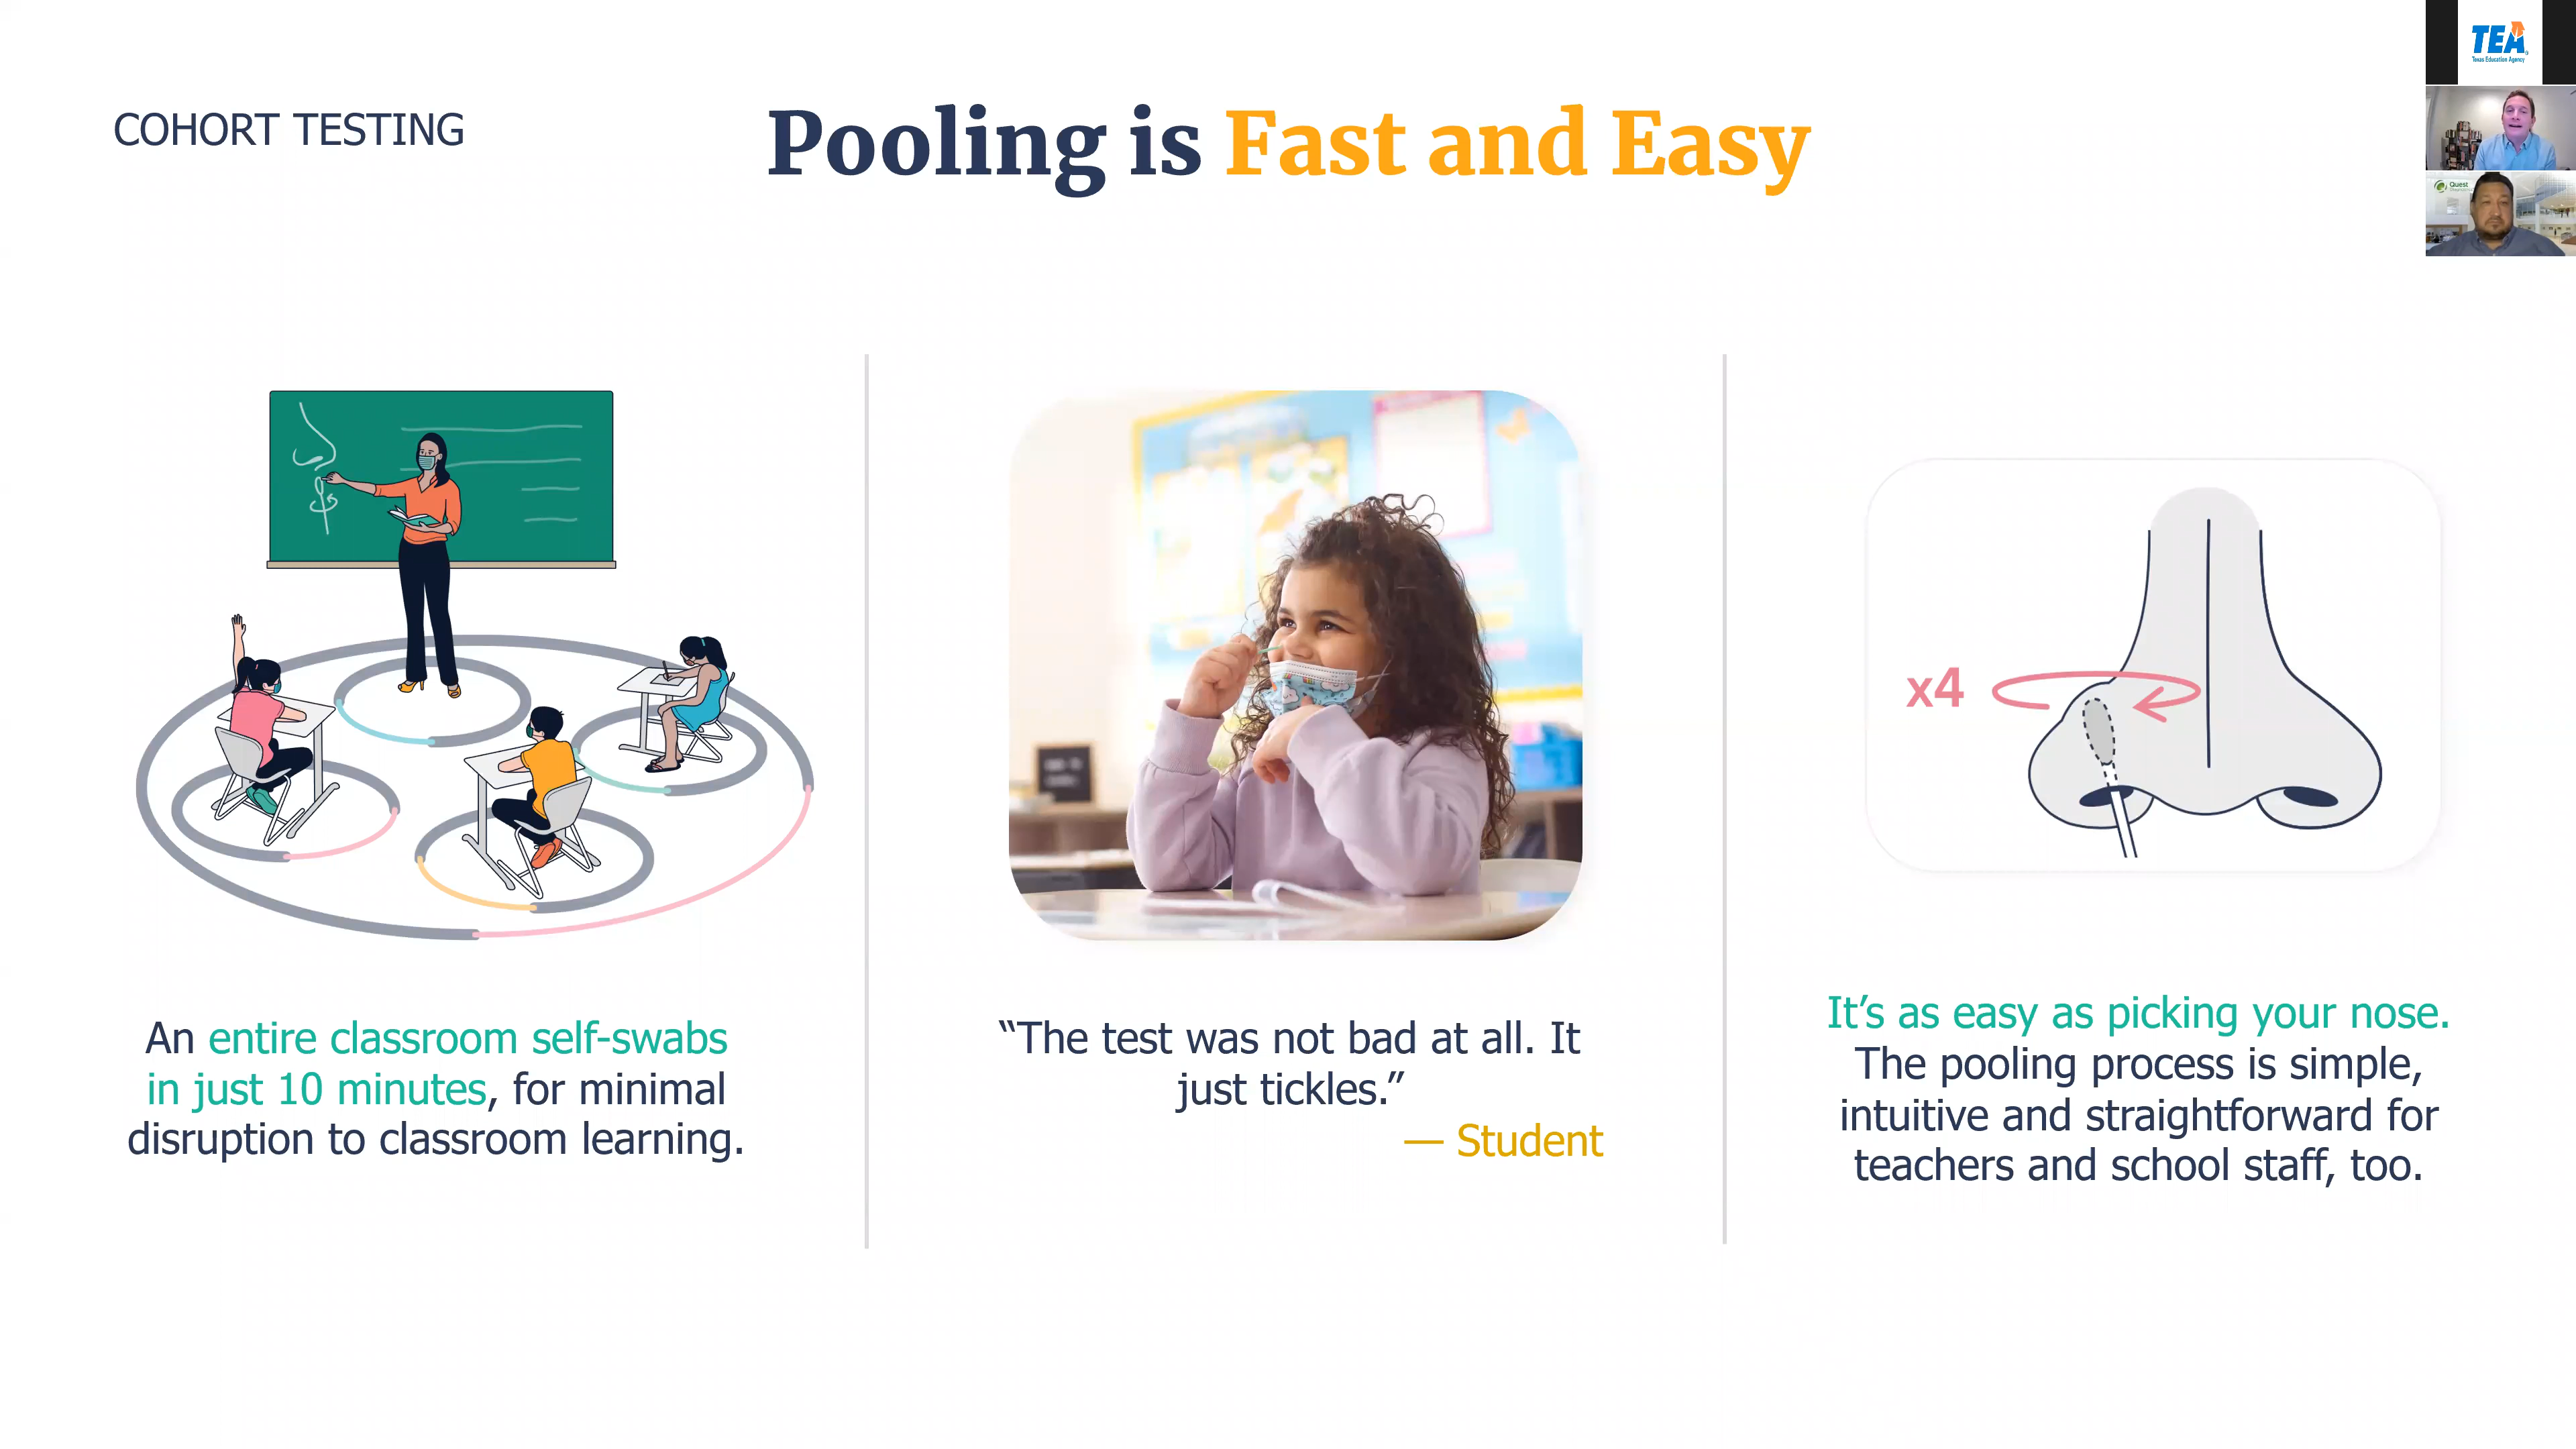 COHORT TESTING
Pooling is Fast and Easy
TEA
Texas Education Agency
Quest
x4
An entire classroom self-swabs
in just 10 minutes, for minimal
disruption to classroom learning.
“The test was not bad at all. It
just tickles.”
— Student
It’s as easy as picking your nose.
The pooling process is simple,
intuitive and straightforward for
teachers and school staff, too.